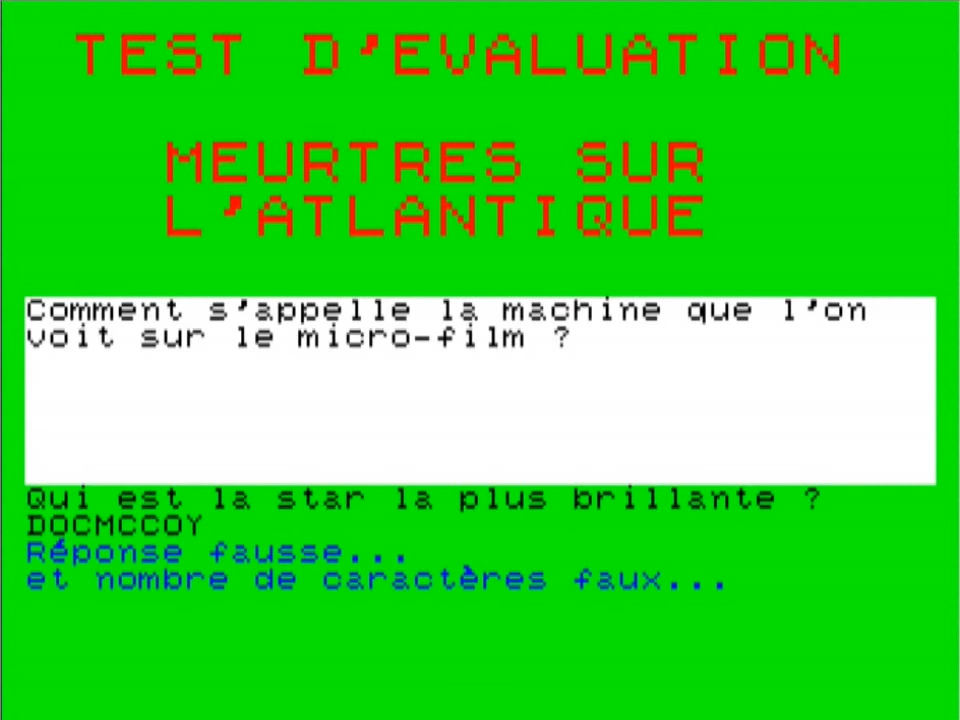 TEST D'EVALUATION
MEURTRES SUR
L'ATLANTIQUE
Comment s'appelle la machine que l'on
voit sur le micro-film ?
Qui est la star la plus brillante ?
DOCMCCOY
Réponse fausse...
et nombre de caractères faux...